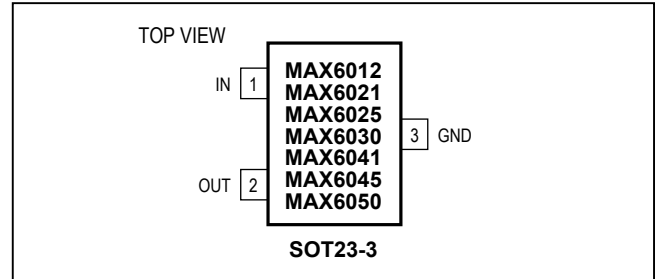 TOP VIEW
IN 1
MAX6012
MAX6021
MAX6025
MAX6030
MAX6041
MAX6045
MAX6050
3 GND
OUT 2
SOT23-3